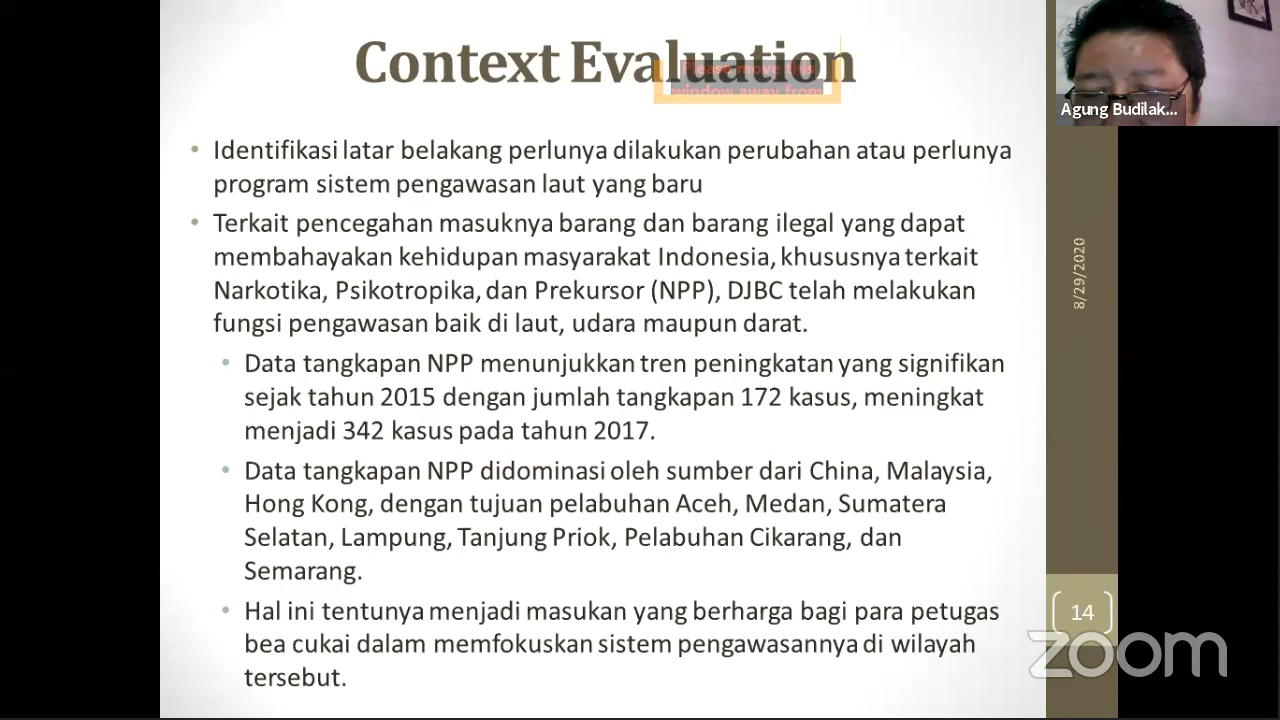 Context Evaluation
Please move this
window away from
Agung Budilak...
• Identifikasi latar belakang perlunya dilakukan perubahan atau perlunya
program sistem pengawasan laut yang baru
• Terkait pencegahan masuknya barang dan barang ilegal yang dapat
membahayakan kehidupan masyarakat Indonesia, khususnya terkait
Narkotika, Psikotropika, dan Prekursor (NPP), DJBC telah melakukan
fungsi pengawasan baik di laut, udara maupun darat.
• Data tangkapan NPP menunjukkan tren peningkatan yang signifikan
sejak tahun 2015 dengan jumlah tangkapan 172 kasus, meningkat
menjadi 342 kasus pada tahun 2017.
• Data tangkapan NPP didominasi oleh sumber dari China, Malaysia,
Hong Kong, dengan tujuan pelabuhan Aceh, Medan, Sumatera
Selatan, Lampung, Tanjung Priok, Pelabuhan Cikarang, dan
Semarang.
• Hal ini tentunya menjadi masukan yang berharga bagi para petugas
bea cukai dalam memfokuskan sistem pengawasannya di wilayah
tersebut.
8/29/2020
14
zoom